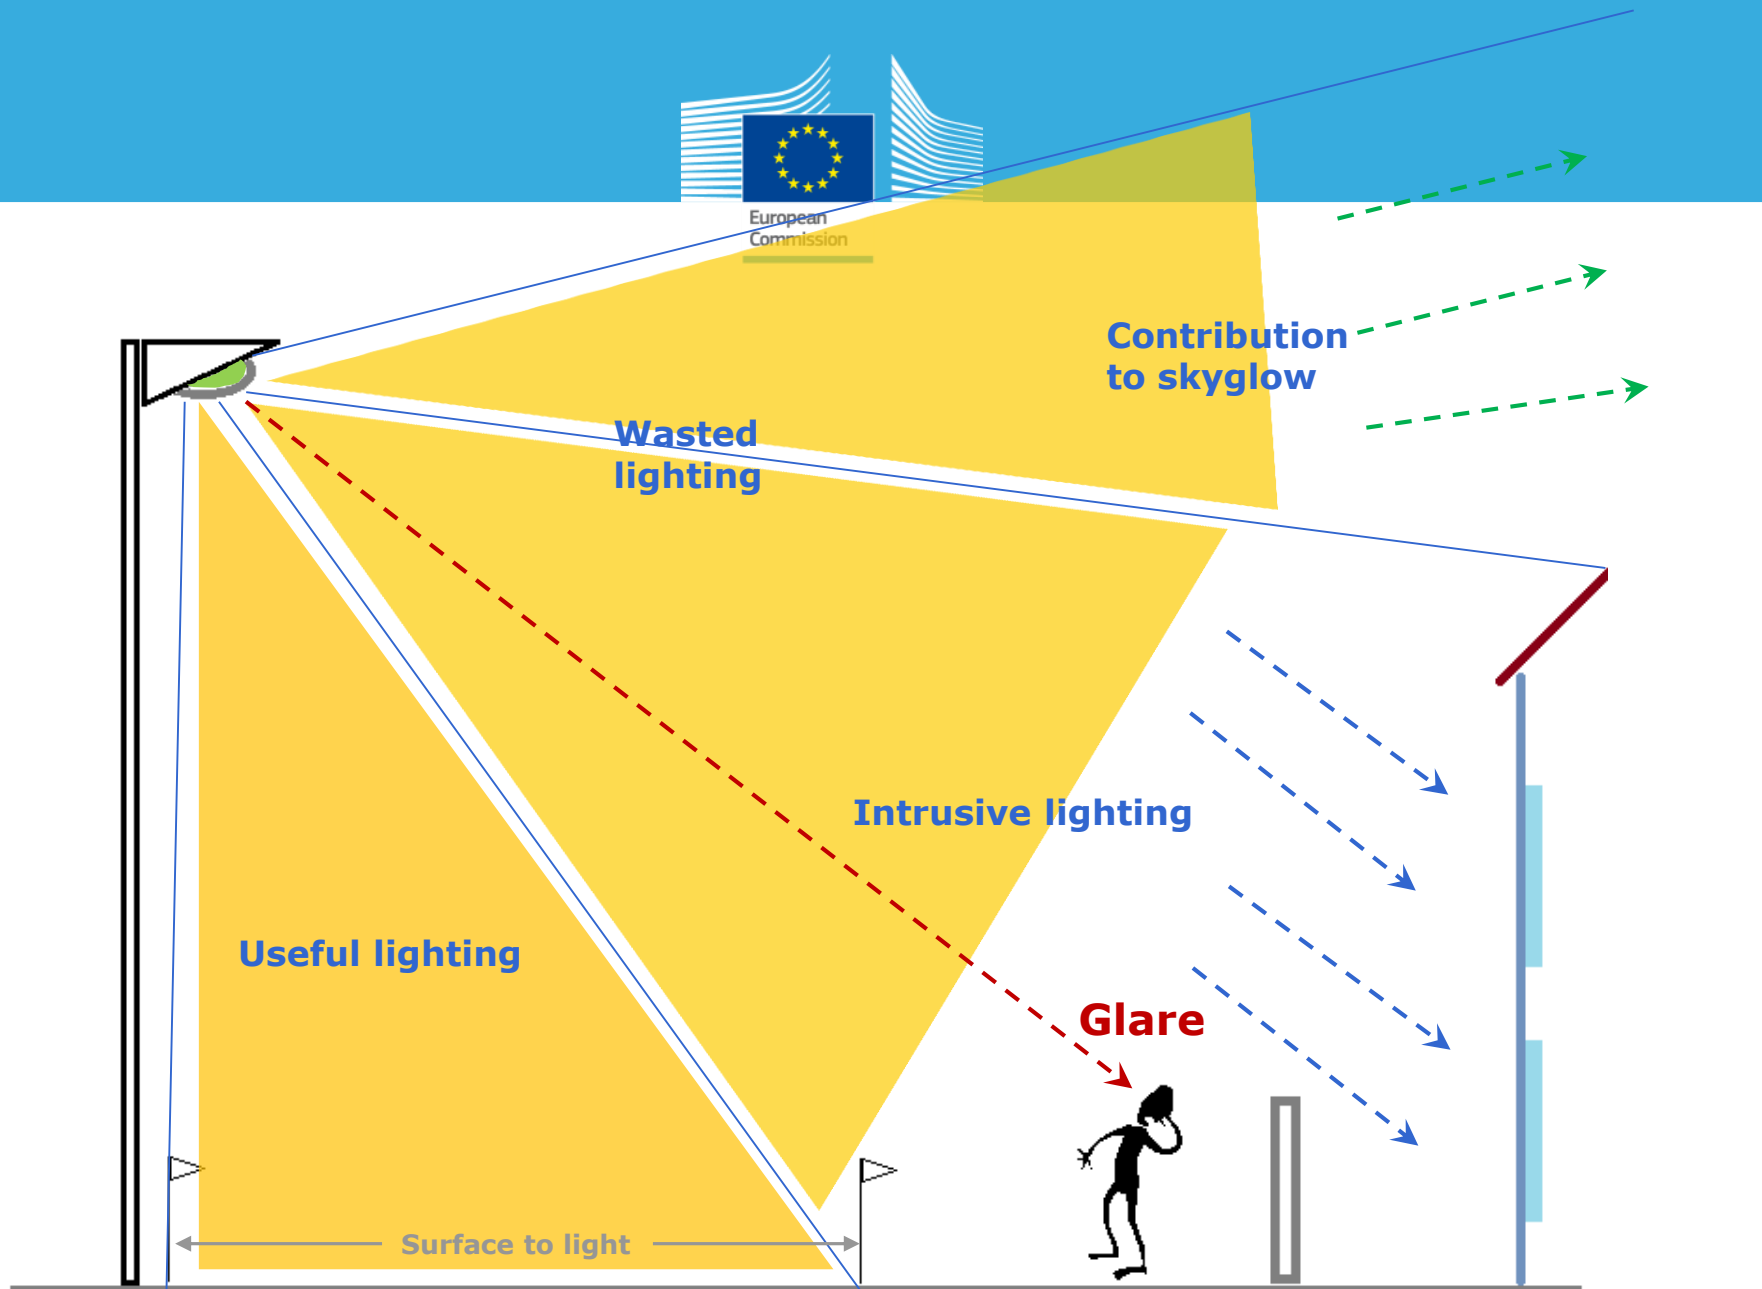 European
Commission
Contribution
to skyglow
Wasted
lighting
Intrusive lighting
Useful lighting
Glare
Surface to light